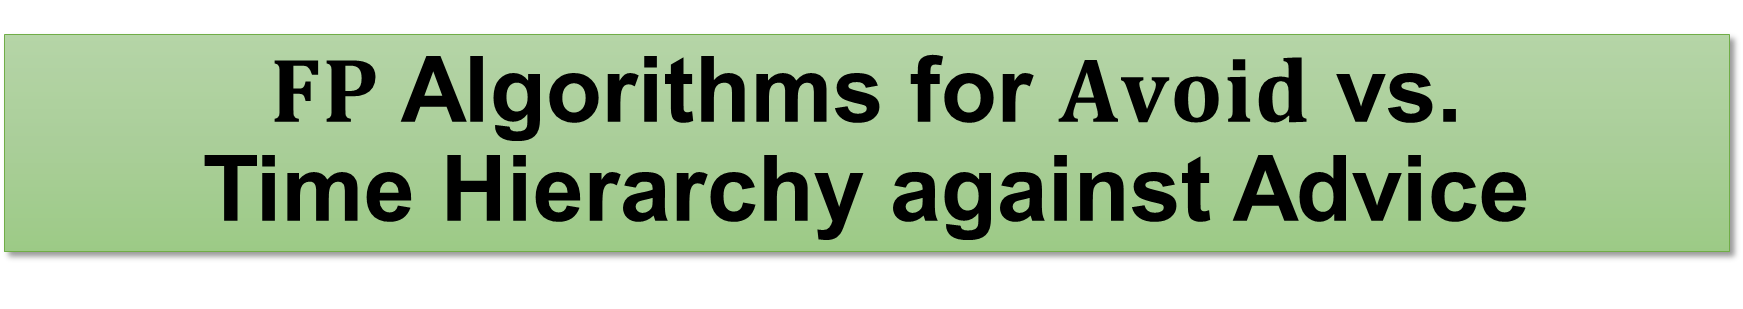 FP Algorithms for Avoid vs.
Time Hierarchy against Advice